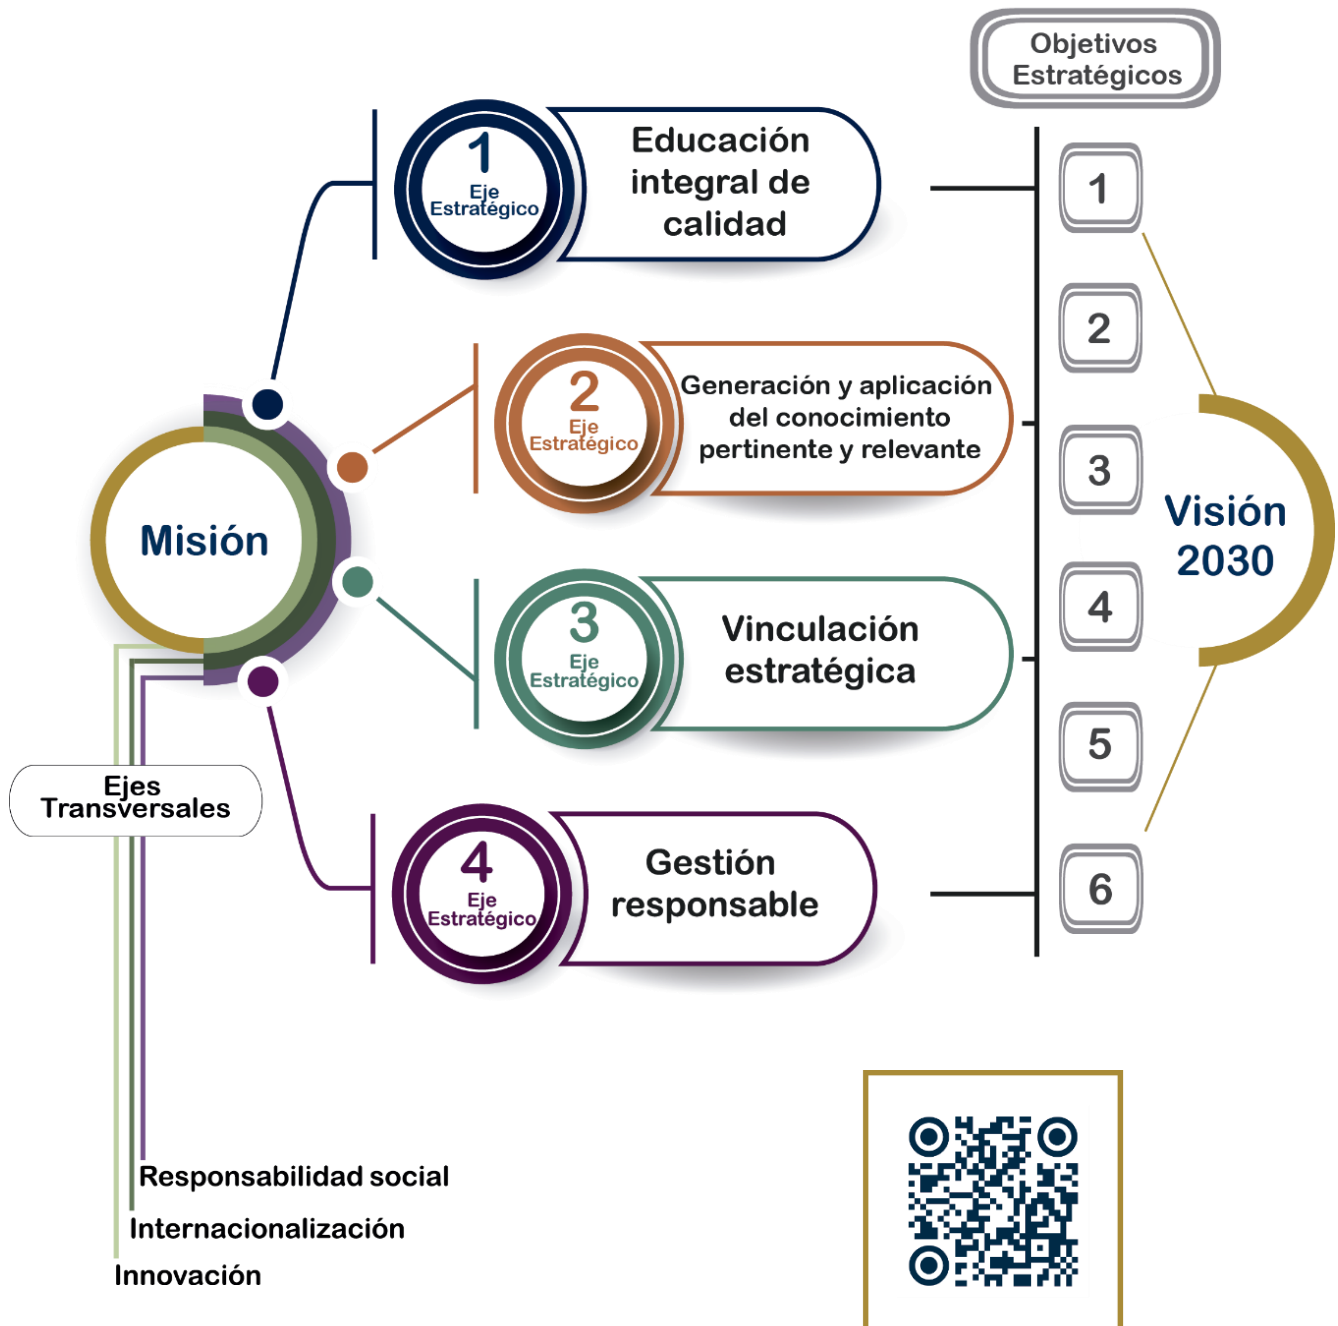 Objetivos
Estratégicos
1
Eje
Estratégico
Educación
integral de
calidad
2
Eje
Estratégico
Generación y aplicación
del conocimiento
pertinente y relevante
3
Eje
Estratégico
Vinculación
estratégica
4
Eje
Estratégico
Gestión
responsable
1
2
3
4
5
6
Misión
Visión
2030
Ejes
Transversales
Responsabilidad social
Internacionalización
Innovación